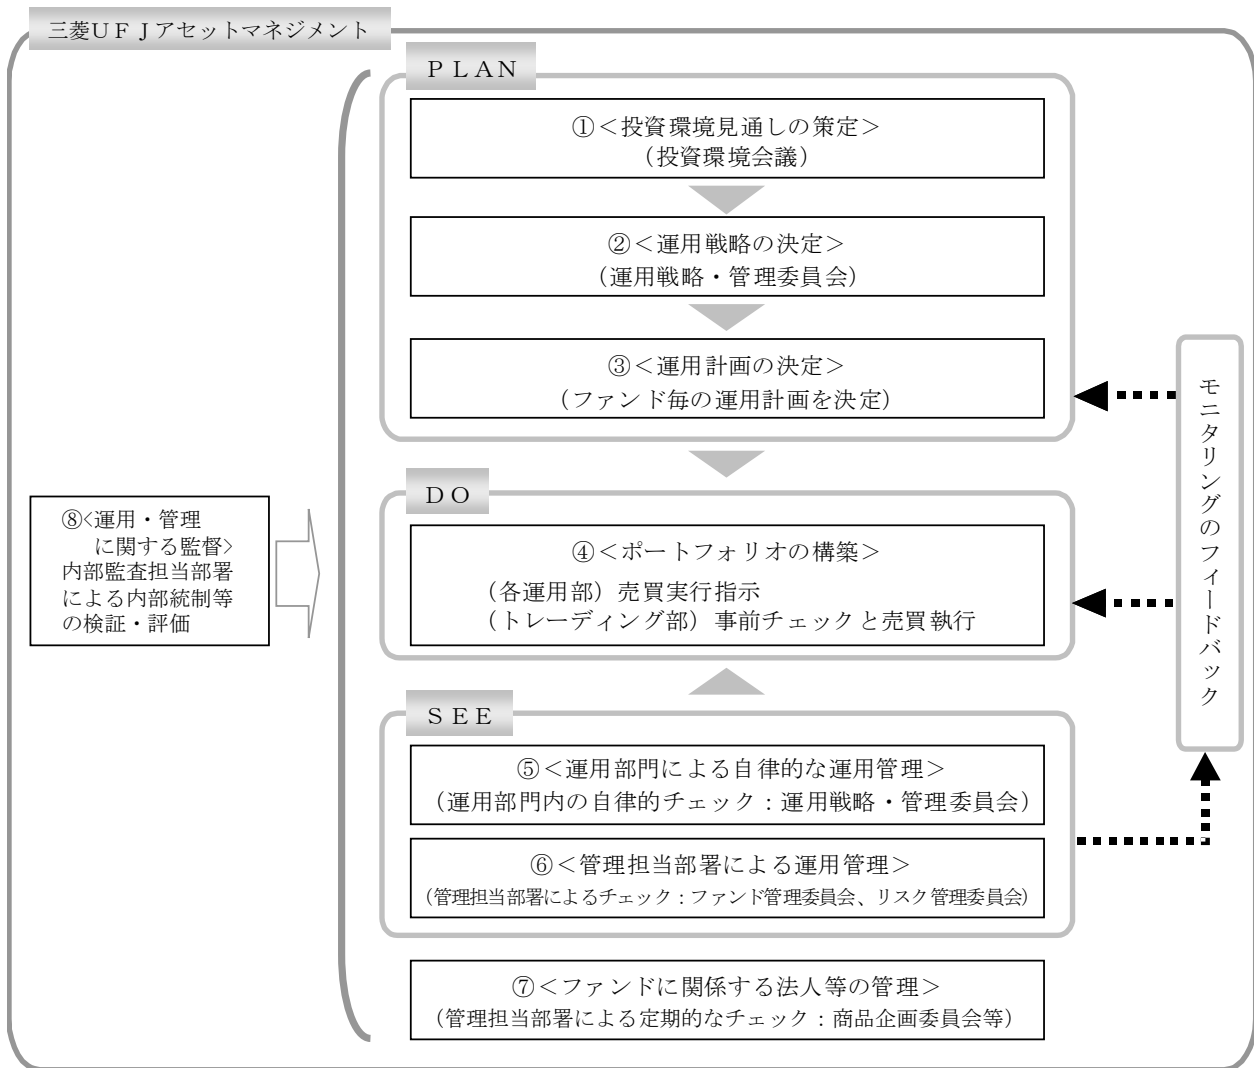 三菱UFJアセットマネジメント
PLAN
①＜投資環境見通しの策定＞
（投資環境会議）
②＜運用戦略の決定＞
（運用戦略・管理委員会）
③＜運用計画の決定＞
（ファンド毎の運用計画を決定）
DO
④＜ポートフォリオの構築＞
（各運用部）売買実行指示
（トレーディング部）事前チェックと売買執行
SEE
⑤＜運用部門による自律的な運用管理＞
（運用部門内の自律的チェック：運用戦略・管理委員会）
⑥＜管理担当部署による運用管理＞
（管理担当部署によるチェック：ファンド管理委員会、リスク管理委員会）
⑦＜ファンドに関係する法人等の管理＞
（管理担当部署による定期的なチェック：商品企画委員会等）
⑧<運用・管理
に関する監督>
内部監査担当部署
による内部統制等
の検証・評価
モニタリングのフィードバック